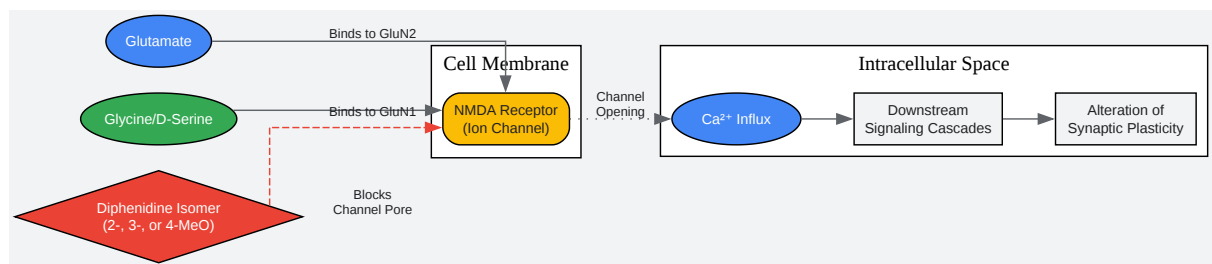 Glutamate
Binds to GluN2
Cell Membrane
Intracellular Space
Glycine/D-Serine
Binds to GluN1
NMDA Receptor
(Ion Channel)
Channel
Opening
Ca²⁺ Influx
Downstream
Signaling Cascades
Alteration of
Synaptic Plasticity
Diphenidine Isomer
(2-, 3-, or 4-MeO)
Blocks
Channel Pore